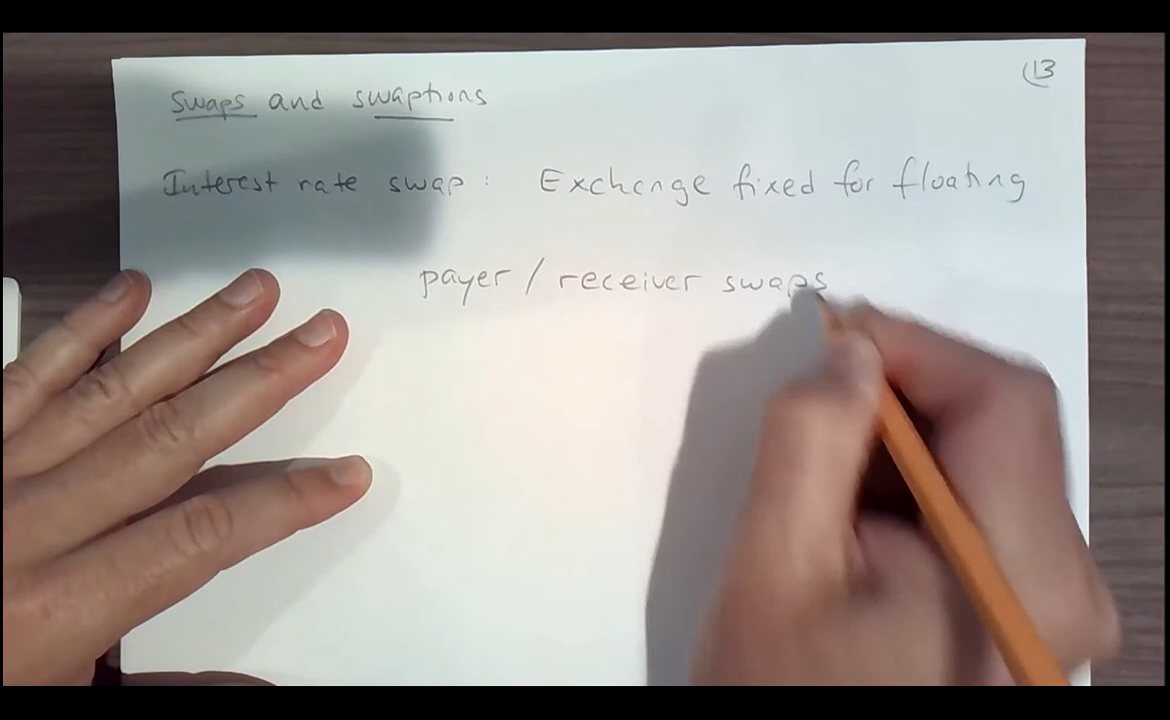 13
Swaps and swaptions
Interest rate swap : Exchange fixed for floating
payer / receiver swaps